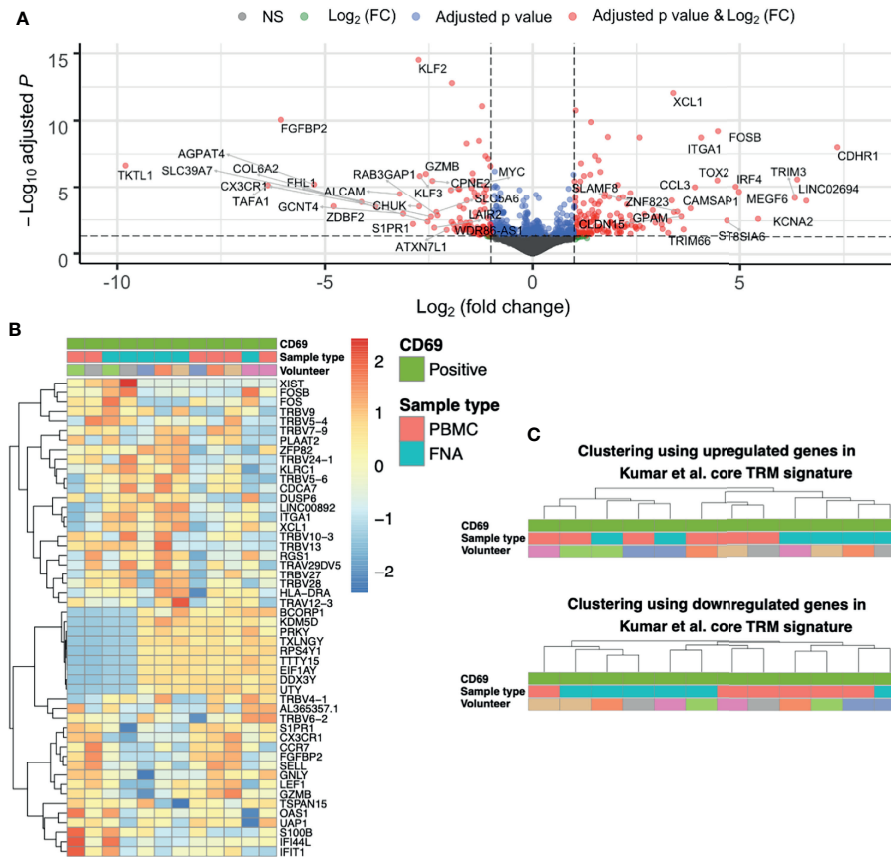 A
NS
Log2 (FC)
Adjusted p value
Adjusted p value & Log2 (FC)
15
10
5
0
−Log10 adjusted P
KLF2
XCL1
FGFBP2
FOSB
ITGA1
CDHR1
AGPAT4
SLC39A7
COL6A2
RAB3GAP1
GZMB
MYC
TOX2
TRIM3
TKTL1
FHL1
CPNE2
SLAMF8
CCL3
IRF4
LINC02694
CX3CR1
ALCAM
KLF3
SLC5A6
ZNF823
CAMSAP1
MEGF6
TAFA1
GCNT4
CHUK
LAIR2
GPAM
KCNA2
ZDBF2
S1PR1
WDR86-AS1
CLDN15
ST8SIA6
ATXN7L1
TRIM66
-10
-5
0
5
Log2 (fold change)
B
CD69
Sample type
Volunteer
XIST
FOSB
FOS
TRBV9
TRBV5−4
TRBV7−9
PLAAT2
ZFP82
TRBV24−1
KLRC1
TRBV5−6
CDCA7
DUSP6
LINC00892
ITGA1
XCL1
TRBV10−3
TRBV13
RGS1
TRAV29DV5
TRBV27
TRBV28
HLA−DRA
TRAV12−3
BCORP1
KDM5D
PRKY
TXLNGY
RPS4Y1
TTTY15
EIF1AY
DDX3Y
UTY
TRBV4−1
AL365357.1
TRBV6−2
S1PR1
CX3CR1
CCR7
FGFBP2
SELL
GNLY
LEF1
GZMB
TSPAN15
OAS1
UAP1
S100B
IFI44L
IFIT1
2
1
0
−1
−2
CD69
Positive
Sample type
PBMC
FNA
C
Clustering using upregulated genes in
Kumar et al. core TRM signature
CD69
Sample type
Volunteer
Clustering using downregulated genes in
Kumar et al. core TRM signature
CD69
Sample type
Volunteer